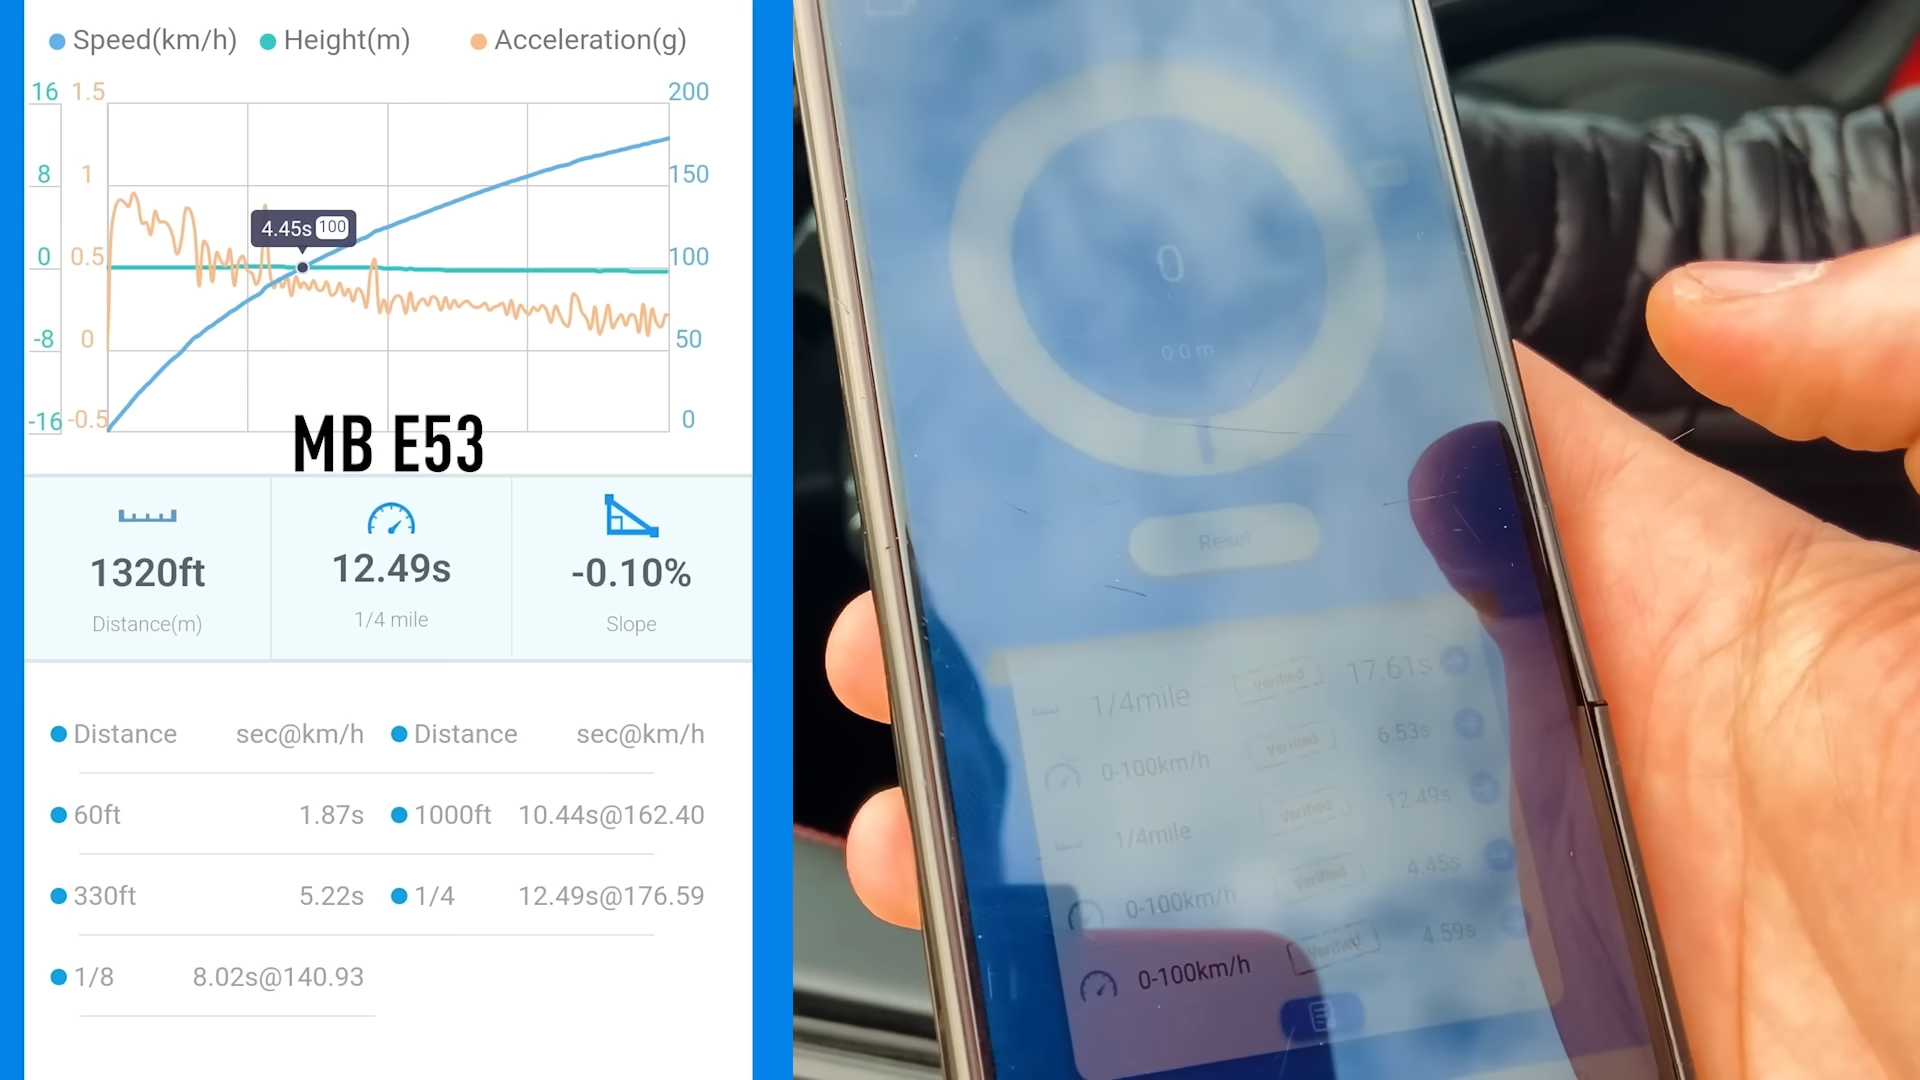 Speed(km/h) Height(m) Acceleration(g)
16 1.5 200
8 1 150
4.45s 100
0 0.5 100
-8 0 50
-16 -0.5 0
MB E53
1320ft 12.49s -0.10%
Distance(m) 1/4 mile Slope
Distance sec@km/h Distance sec@km/h
60ft 1.87s 1000ft 10.44s@162.40
330ft 5.22s 1/4 12.49s@176.59
1/8 8.02s@140.93
0
0 0 m
Reset
1/4mile Verified 17.61s
0-100km/h Verified 6.53s
1/4mile Verified 12.49s
0-100km/h Verified 4.45s
0-100km/h Verified 4.59s